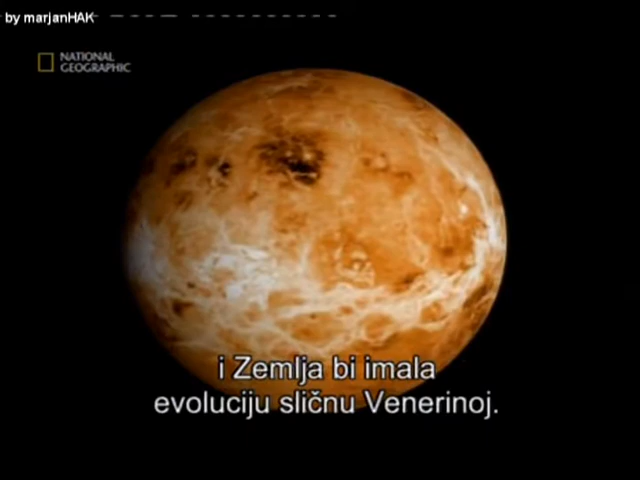 by marjanHAK
NATIONAL
GEOGRAPHIC
i Zemlja bi imala
evoluciju sličnu Venerinoj.